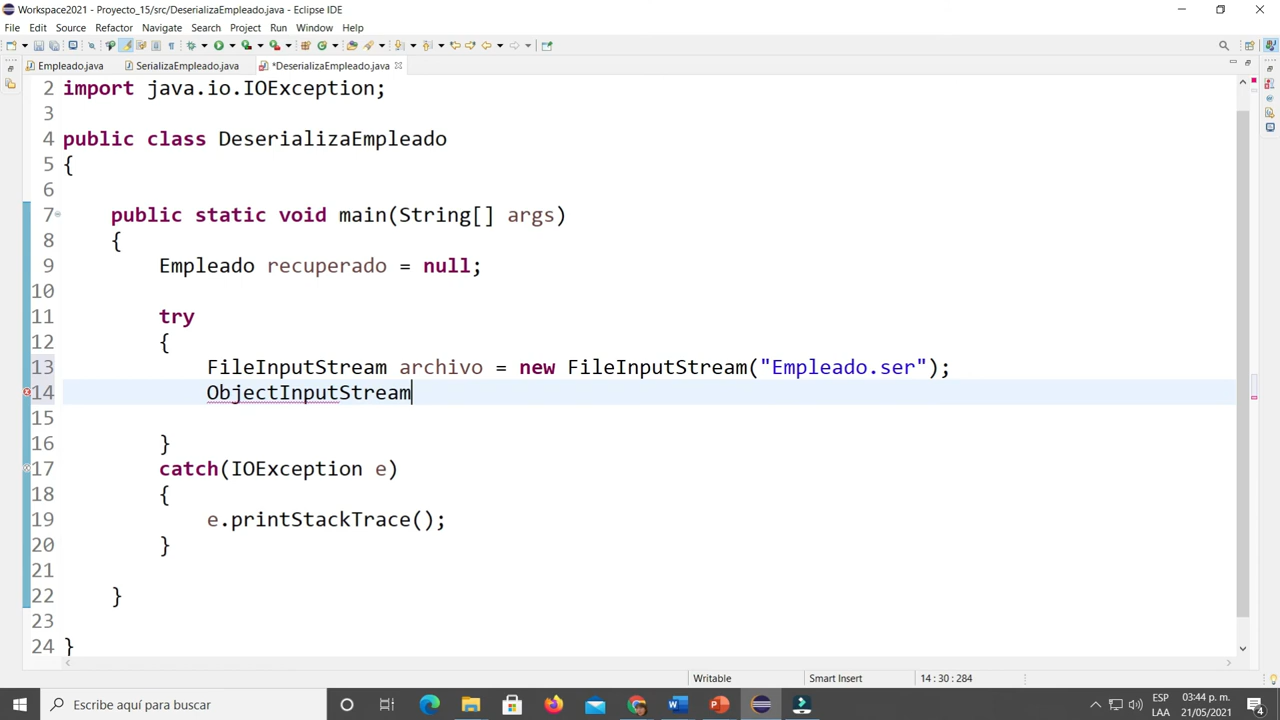 Workspace2021 - Proyecto_15/src/DeserializaEmpleado.java - Eclipse IDE
File Edit Source Refactor Navigate Search Project Run Window Help
Empleado.java SerializaEmpleado.java *DeserializaEmpleado.java
2 import java.io.IOException;
3
4 public class DeserializaEmpleado
5 {
6
7 public static void main(String[] args)
8 {
9 Empleado recuperado = null;
10
11 try
12 {
13 FileInputStream archivo = new FileInputStream("Empleado.ser");
14 ObjectInputStream
15
16 }
17 catch(IOException e)
18 {
19 e.printStackTrace();
20 }
21
22 }
23
24 }
Writable Smart Insert 14 : 30 : 284
Escribe aquí para buscar ESP 03:44 p. m.
LAA 21/05/2021 4